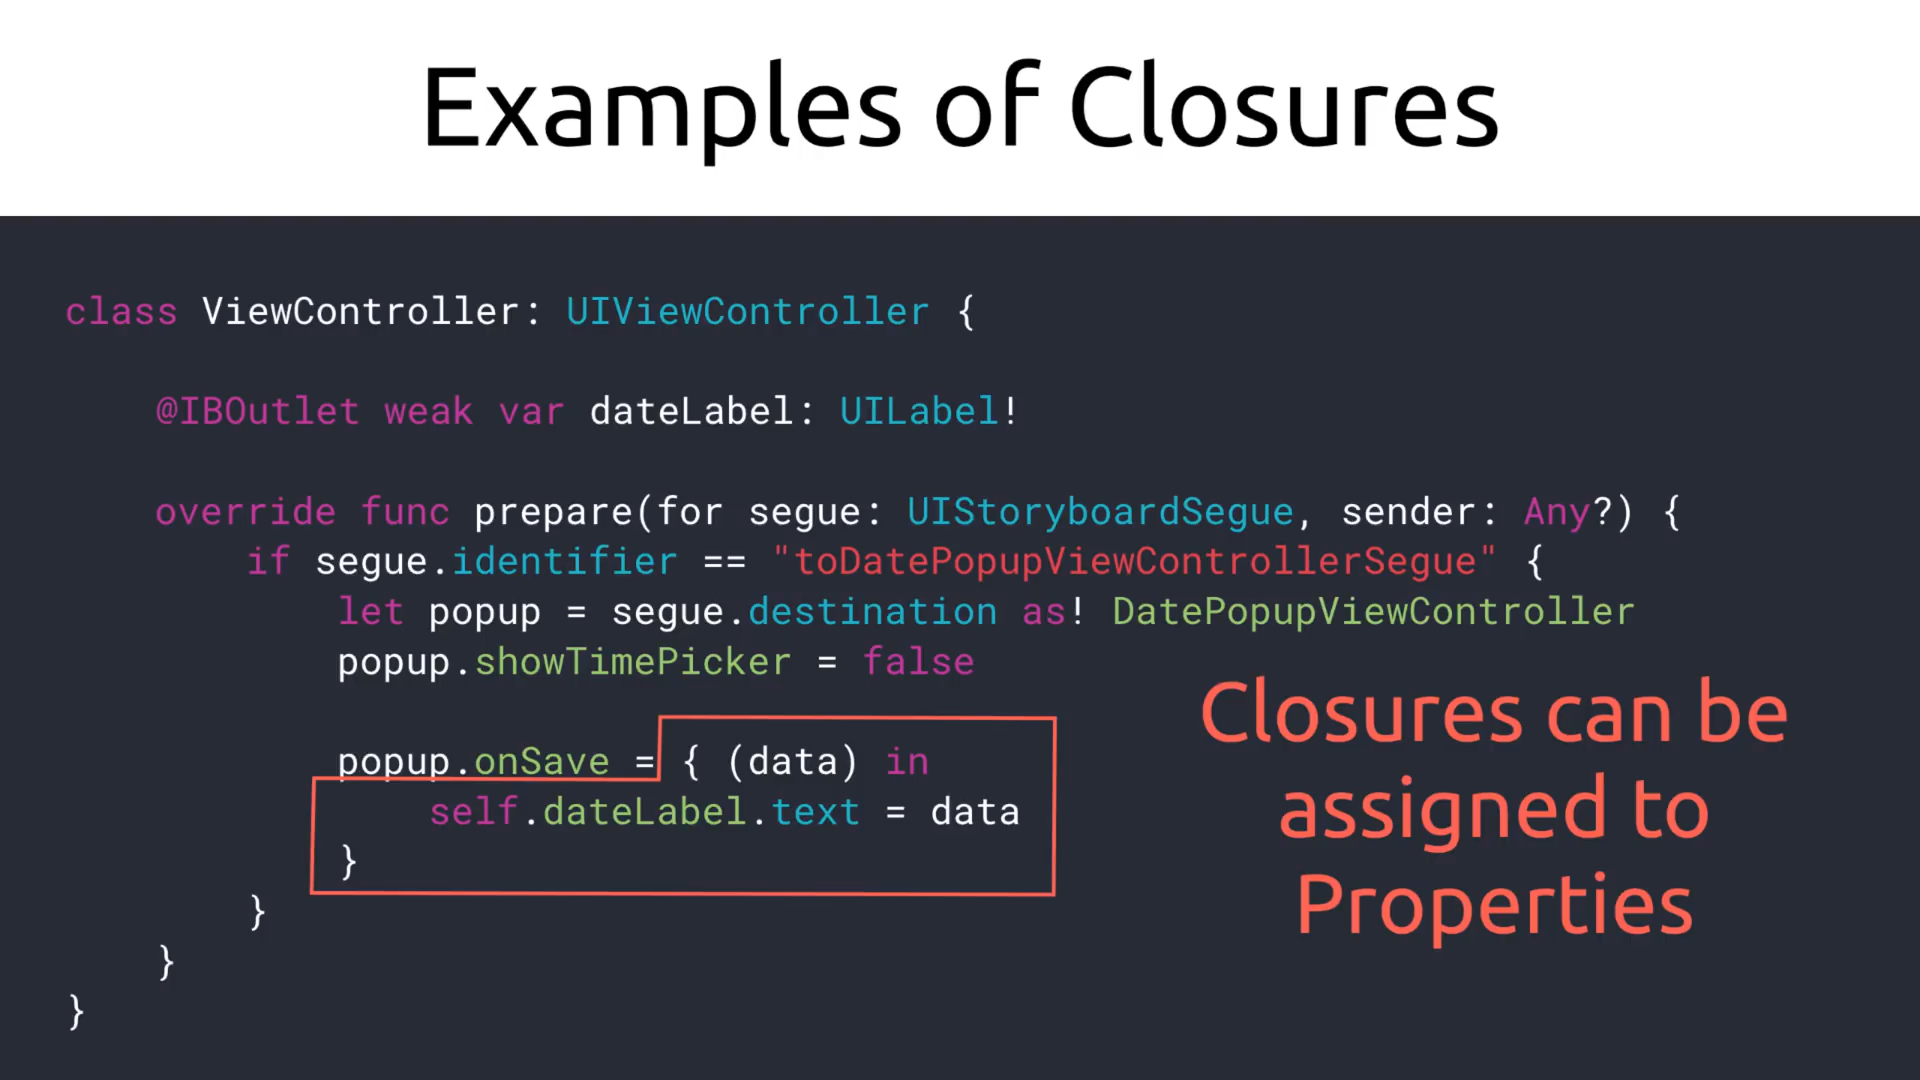 Examples of Closures
class ViewController: UIViewController {
@IBOutlet weak var dateLabel: UILabel!
override func prepare(for segue: UIStoryboardSegue, sender: Any?) {
if segue.identifier == "toDatePopupViewControllerSegue" {
let popup = segue.destination as! DatePopupViewController
popup.showTimePicker = false
popup.onSave = { (data) in
self.dateLabel.text = data
}
}
}
}
Closures can be
assigned to
Properties